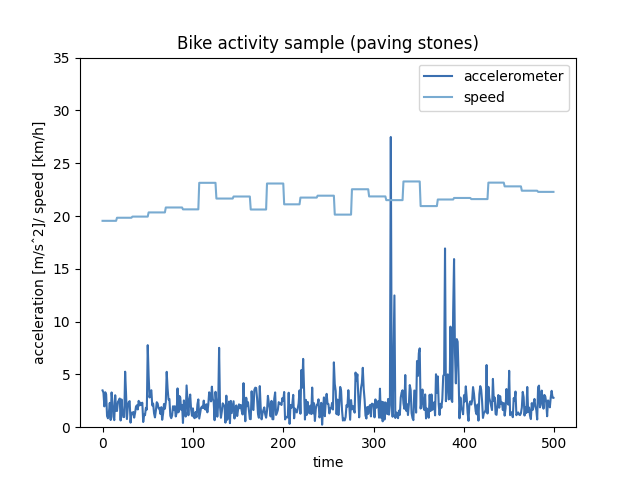 Bike activity sample (paving stones)
accelerometer
speed
acceleration [m/sˆ2]/ speed [km/h]
35
30
25
20
15
10
5
0
0 100 200 300 400 500
time